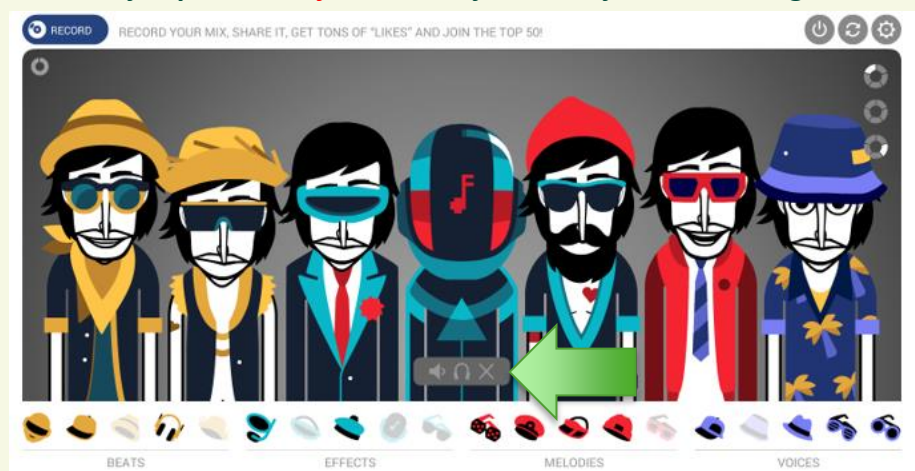 RECORD RECORD YOUR MIX, SHARE IT, GET TONS OF "LIKES" AND JOIN THE TOP 50!
BEATS EFFECTS MELODIES VOICES